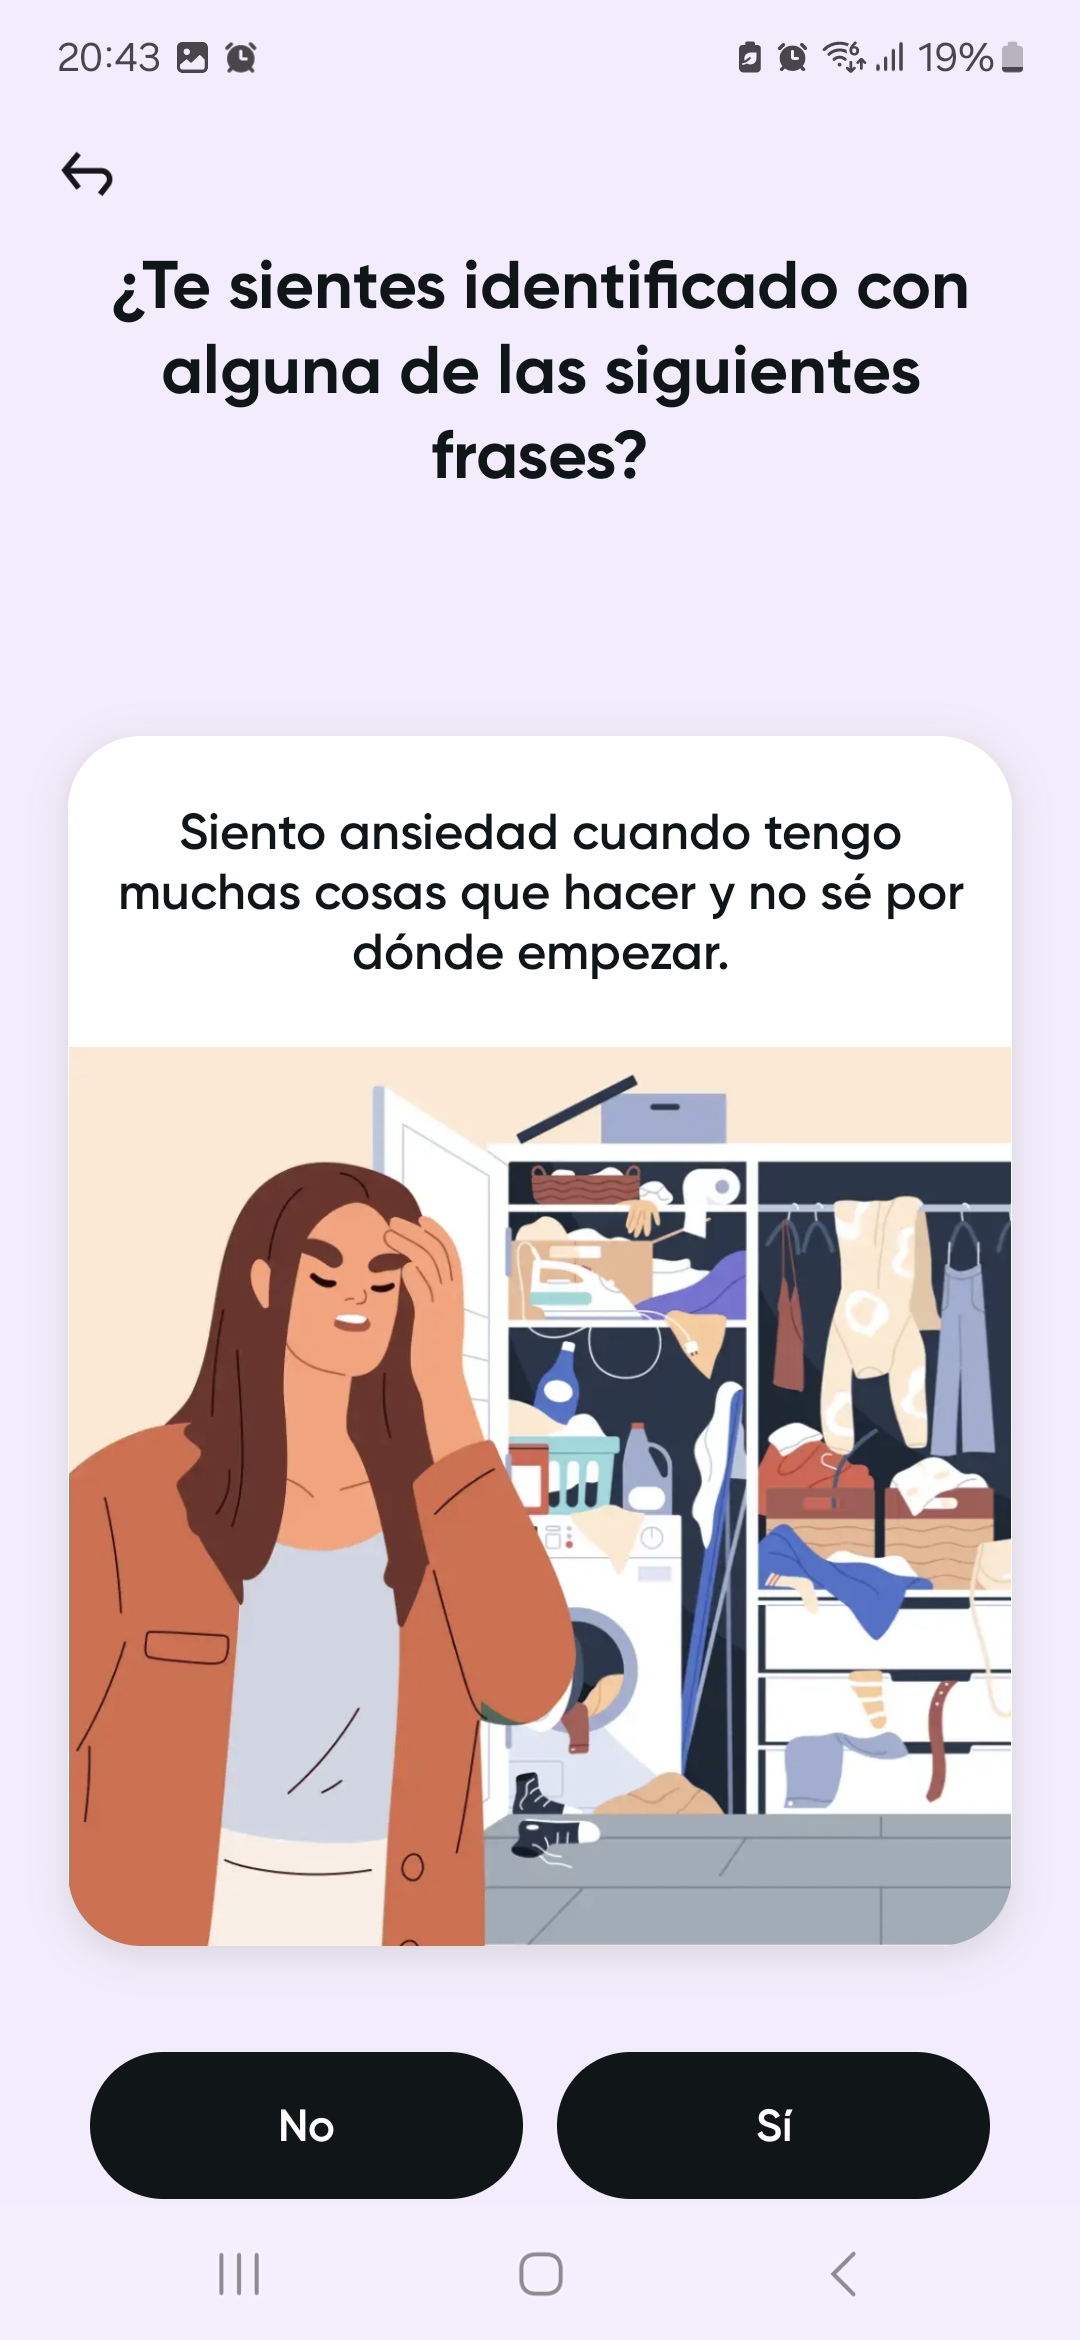 20:43
19%
¿Te sientes identificado con
alguna de las siguientes
frases?
Siento ansiedad cuando tengo
muchas cosas que hacer y no sé por
dónde empezar.
No
Sí